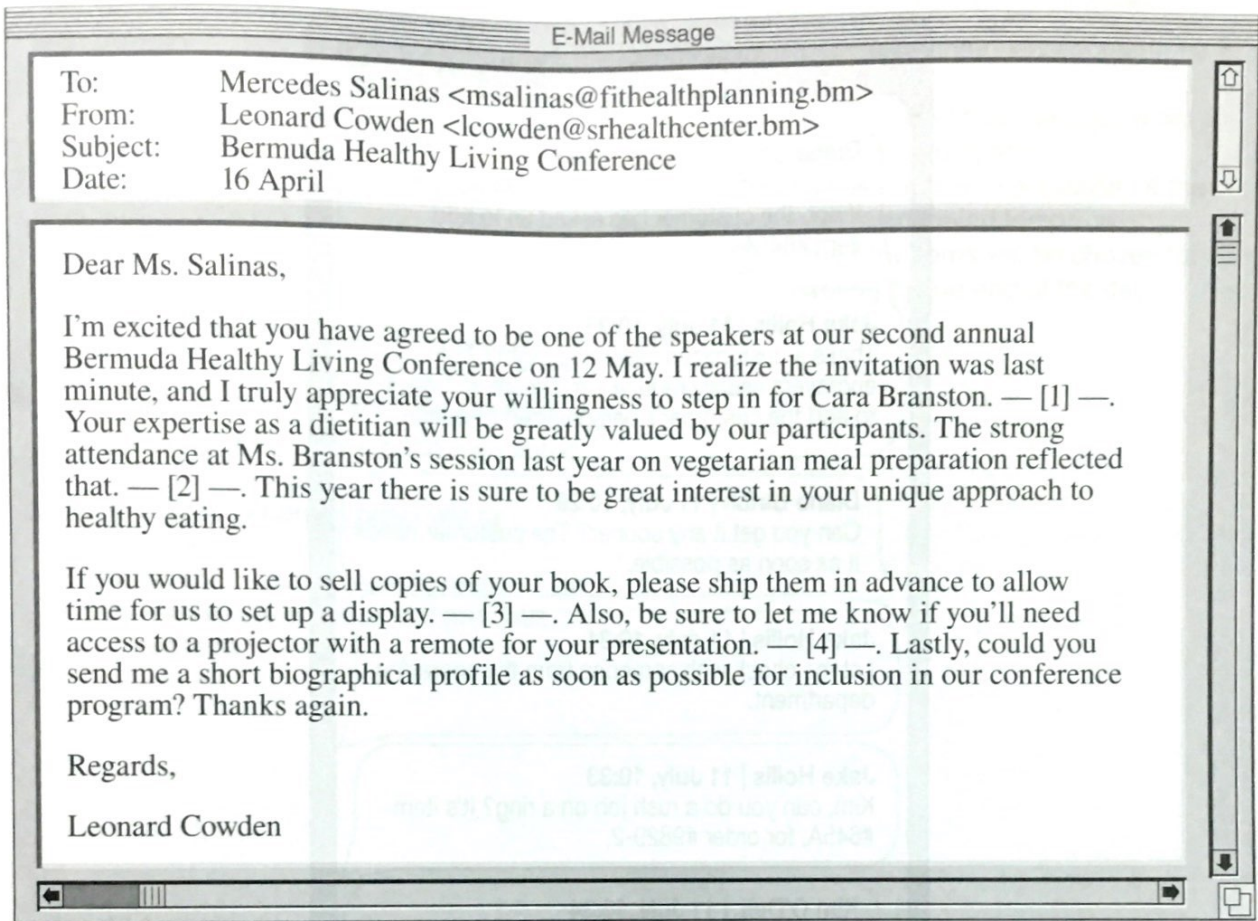 E-Mail Message
To: Mercedes Salinas <msalinas@fithealthplanning.bm>
From: Leonard Cowden <lcowden@srhealthcenter.bm>
Subject: Bermuda Healthy Living Conference
Date: 16 April
Dear Ms. Salinas,
I'm excited that you have agreed to be one of the speakers at our second annual
Bermuda Healthy Living Conference on 12 May. I realize the invitation was last
minute, and I truly appreciate your willingness to step in for Cara Branston. — [1] —.
Your expertise as a dietitian will be greatly valued by our participants. The strong
attendance at Ms. Branston's session last year on vegetarian meal preparation reflected
that. — [2] —. This year there is sure to be great interest in your unique approach to
healthy eating.
If you would like to sell copies of your book, please ship them in advance to allow
time for us to set up a display. — [3] —. Also, be sure to let me know if you'll need
access to a projector with a remote for your presentation. — [4] —. Lastly, could you
send me a short biographical profile as soon as possible for inclusion in our conference
program? Thanks again.
Regards,
Leonard Cowden